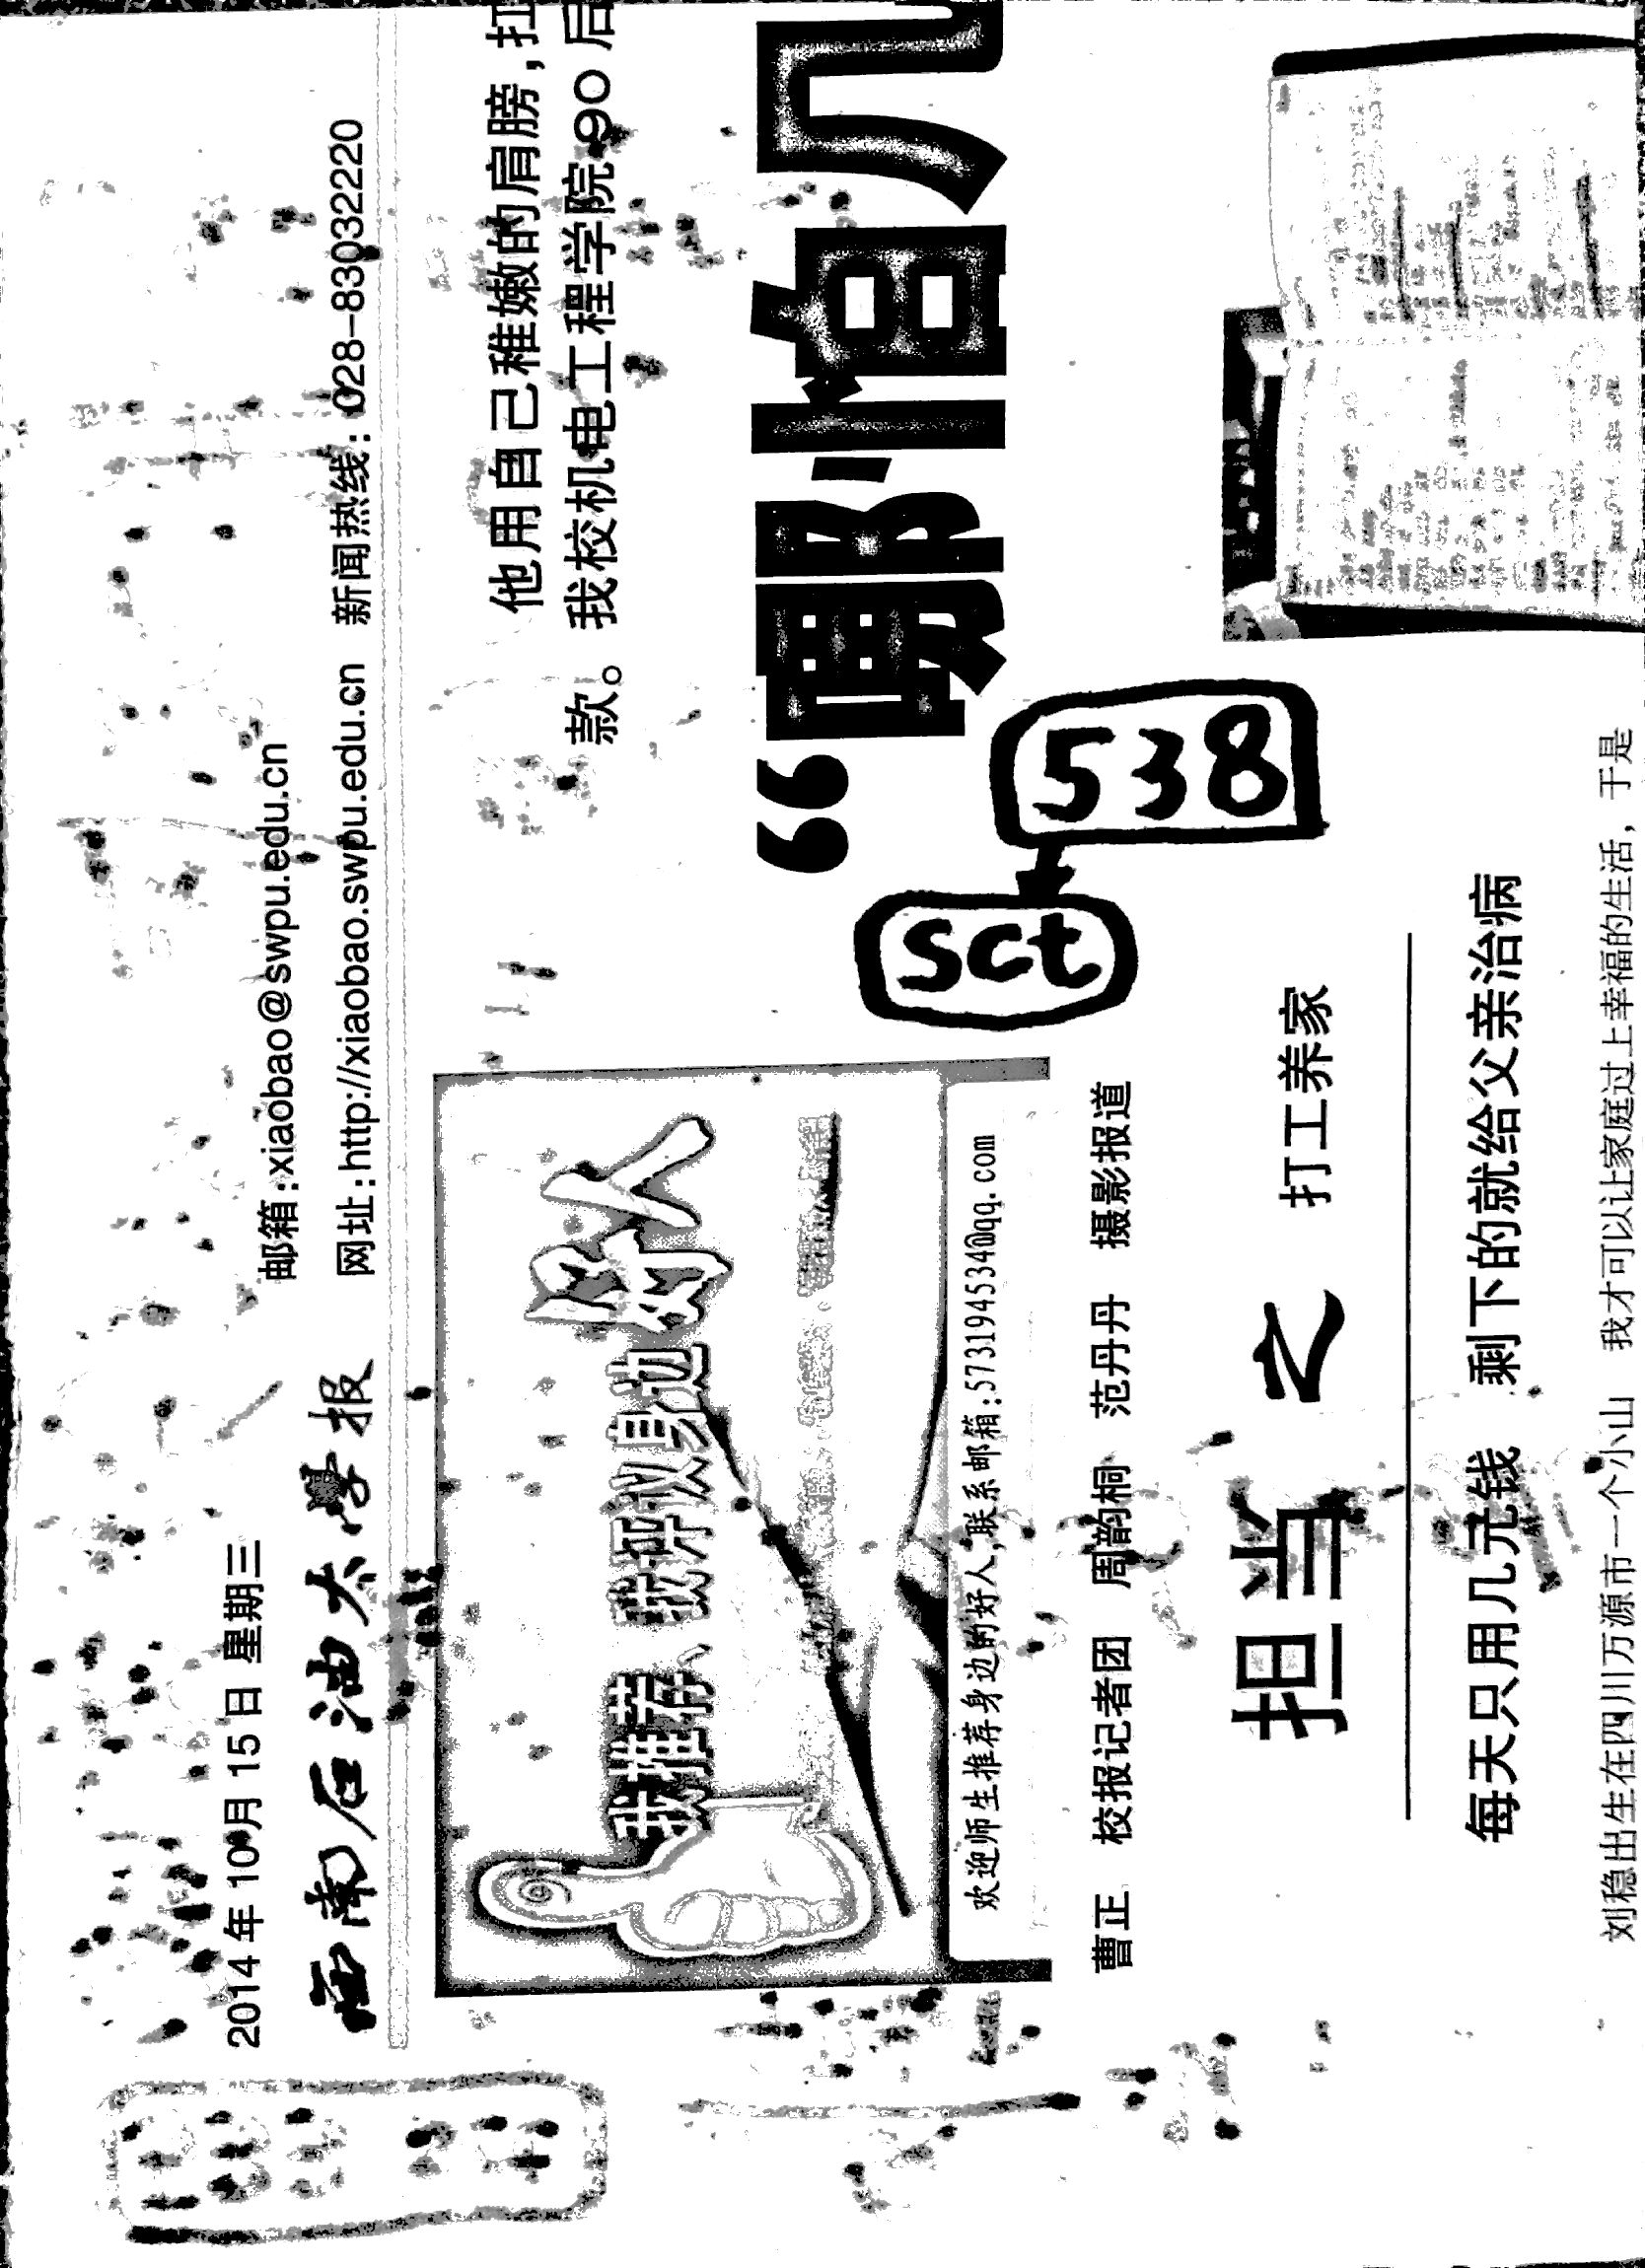 2014年10月15日 星期三
邮箱:xiaobao@swpu.edu.cn
西南石油大学报
网址:http://xiaobao.swpu.edu.cn 新闻热线:028-83032220
他用自己稚嫩的肩膀,扛
款。我校机电工程学院90后
我推荐、我评议身边好人
欢迎师生推荐身边的好人,联系邮箱:573194534@qq.com
“哪怕几
sct
538
曹正 校报记者团 周韵桐 范丹丹 摄影报道
担当之 打工养家
每天只用几元钱 剩下的就给父亲治病
刘稳出生在四川万源市一个小山
我才可以让家庭过上幸福的生活，于是